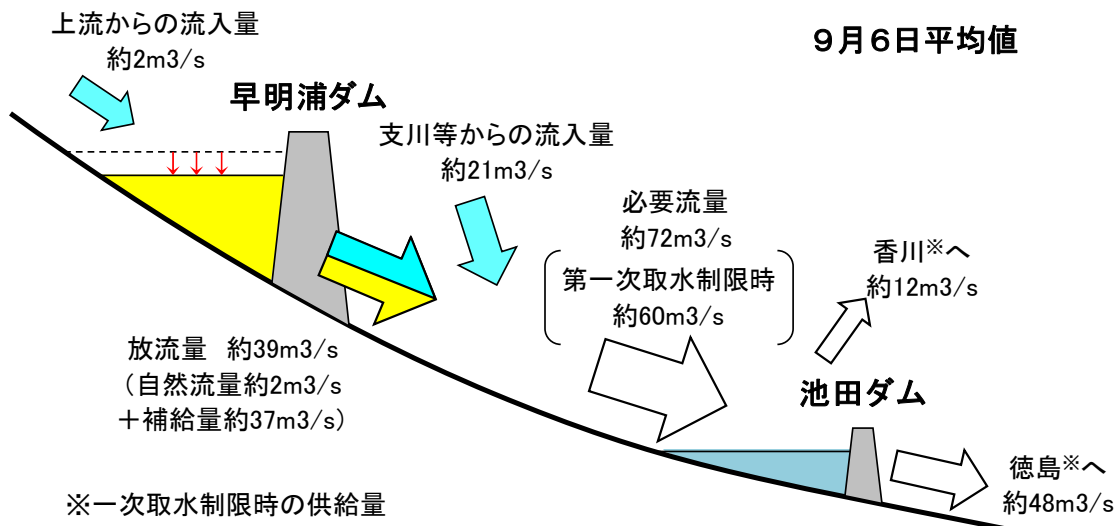 上流からの流入量
約2m3/s
9月6日平均値
早明浦ダム
支川等からの流入量
約21m3/s
必要流量
約72m3/s
第一次取水制限時
約60m3/s
香川※へ
約12m3/s
放流量 約39m3/s
(自然流量約2m3/s
+補給量約37m3/s)
池田ダム
徳島※へ
約48m3/s
※一次取水制限時の供給量